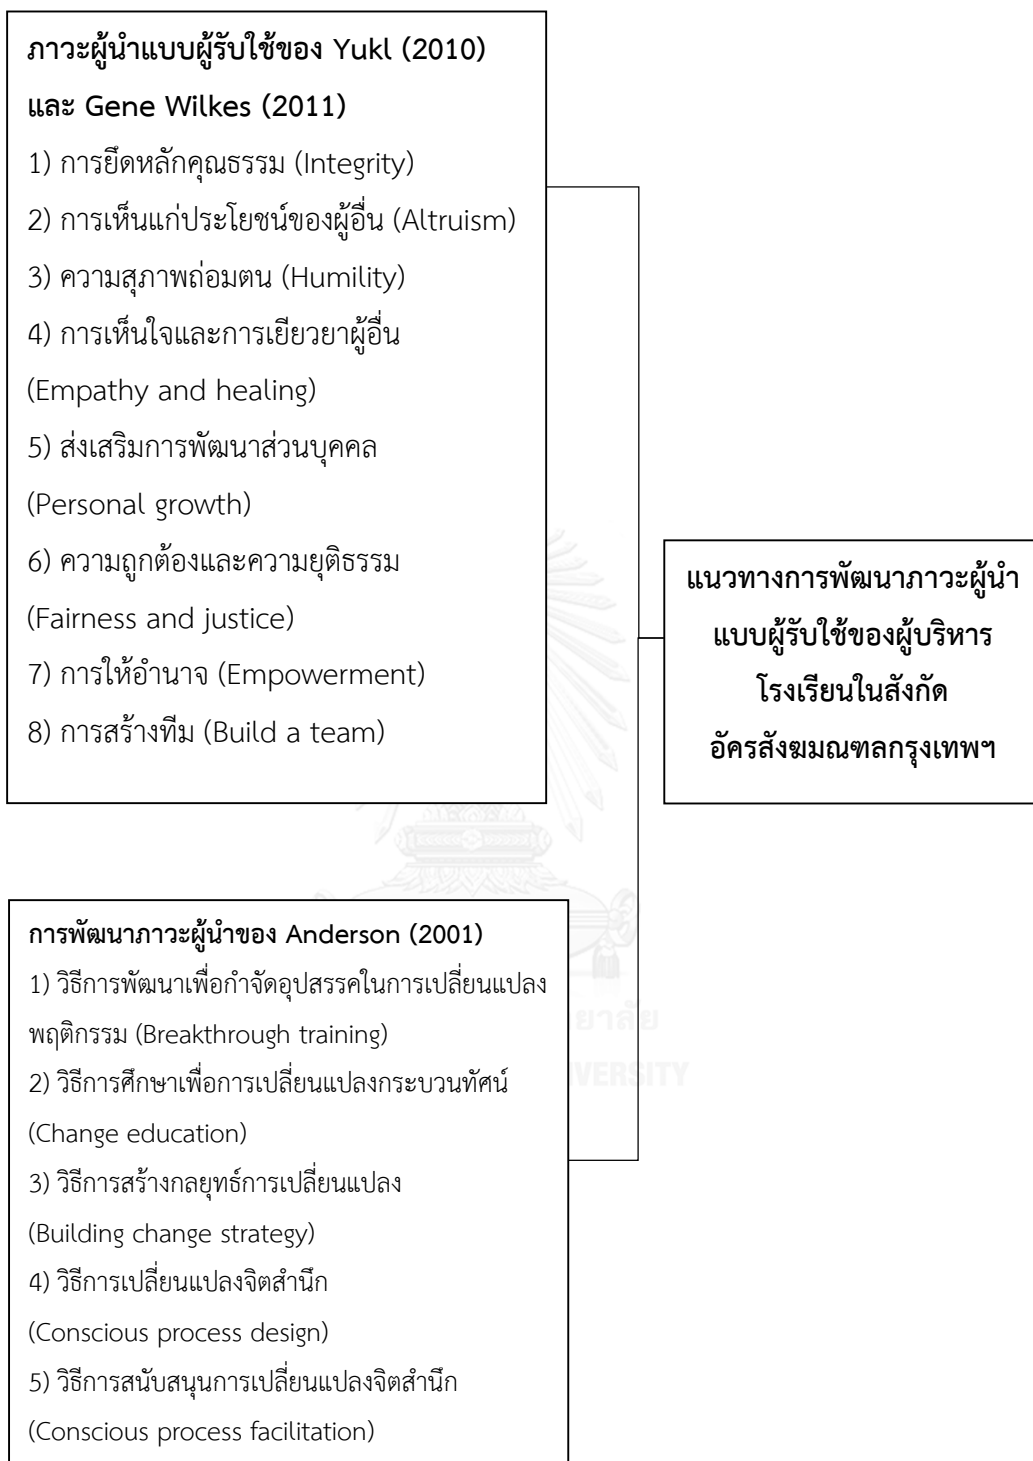 ภาวะผู้นำแบบผู้รับใช้ของ Yukl (2010)
และ Gene Wilkes (2011)
1) การยึดหลักคุณธรรม (Integrity)
2) การเห็นแก่ประโยชน์ของผู้อื่น (Altruism)
3) ความสุภาพถ่อมตน (Humility)
4) การเห็นใจและการเยียวยาผู้อื่น
(Empathy and healing)
5) ส่งเสริมการพัฒนาส่วนบุคคล
(Personal growth)
6) ความถูกต้องและความยุติธรรม
(Fairness and justice)
7) การให้อำนาจ (Empowerment)
8) การสร้างทีม (Build a team)
แนวทางการพัฒนาภาวะผู้นำ
แบบผู้รับใช้ของผู้บริหาร
โรงเรียนในสังกัด
อัครสังฆมณฑลกรุงเทพฯ
การพัฒนาภาวะผู้นำของ Anderson (2001)
1) วิธีการพัฒนาเพื่อกำจัดอุปสรรคในการเปลี่ยนแปลง
พฤติกรรม (Breakthrough training)
2) วิธีการศึกษาเพื่อการเปลี่ยนแปลงกระบวนทัศน์
(Change education)
3) วิธีการสร้างกลยุทธ์การเปลี่ยนแปลง
(Building change strategy)
4) วิธีการเปลี่ยนแปลงจิตสำนึก
(Conscious process design)
5) วิธีการสนับสนุนการเปลี่ยนแปลงจิตสำนึก
(Conscious process facilitation)